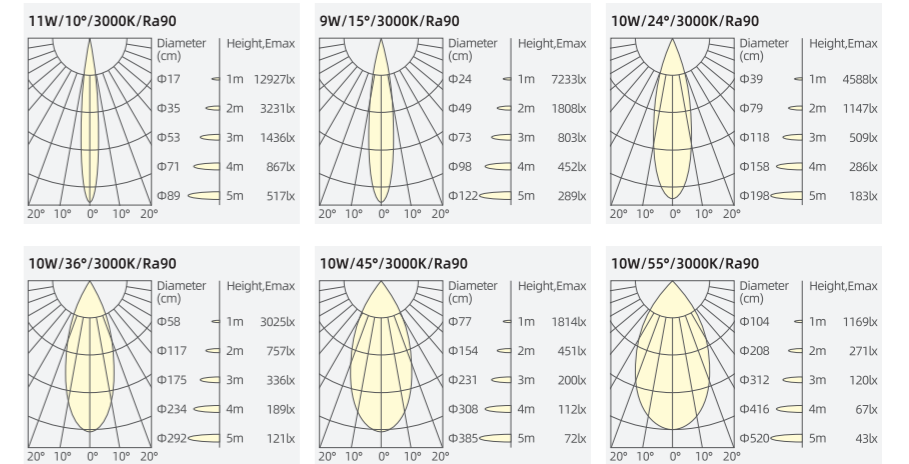 11W/10°/3000K/Ra90
Diameter Height,Emax
(cm)
Φ17 1m 12927lx
Φ35 2m 3231lx
Φ53 3m 1436lx
Φ71 4m 867lx
Φ89 5m 517lx
20° 10° 0° 10° 20°
9W/15°/3000K/Ra90
Diameter Height,Emax
(cm)
Φ24 1m 7233lx
Φ49 2m 1808lx
Φ73 3m 803lx
Φ98 4m 452lx
Φ122 5m 289lx
20° 10° 0° 10° 20°
10W/24°/3000K/Ra90
Diameter Height,Emax
(cm)
Φ39 1m 4588lx
Φ79 2m 1147lx
Φ118 3m 509lx
Φ158 4m 286lx
Φ198 5m 183lx
20° 10° 0° 10° 20°
10W/36°/3000K/Ra90
Diameter Height,Emax
(cm)
Φ58 1m 3025lx
Φ117 2m 757lx
Φ175 3m 336lx
Φ234 4m 189lx
Φ292 5m 121lx
20° 10° 0° 10° 20°
10W/45°/3000K/Ra90
Diameter Height,Emax
(cm)
Φ77 1m 1814lx
Φ154 2m 451lx
Φ231 3m 200lx
Φ308 4m 112lx
Φ385 5m 72lx
20° 10° 0° 10° 20°
10W/55°/3000K/Ra90
Diameter Height,Emax
(cm)
Φ104 1m 1169lx
Φ208 2m 271lx
Φ312 3m 120lx
Φ416 4m 67lx
Φ520 5m 43lx
20° 10° 0° 10° 20°